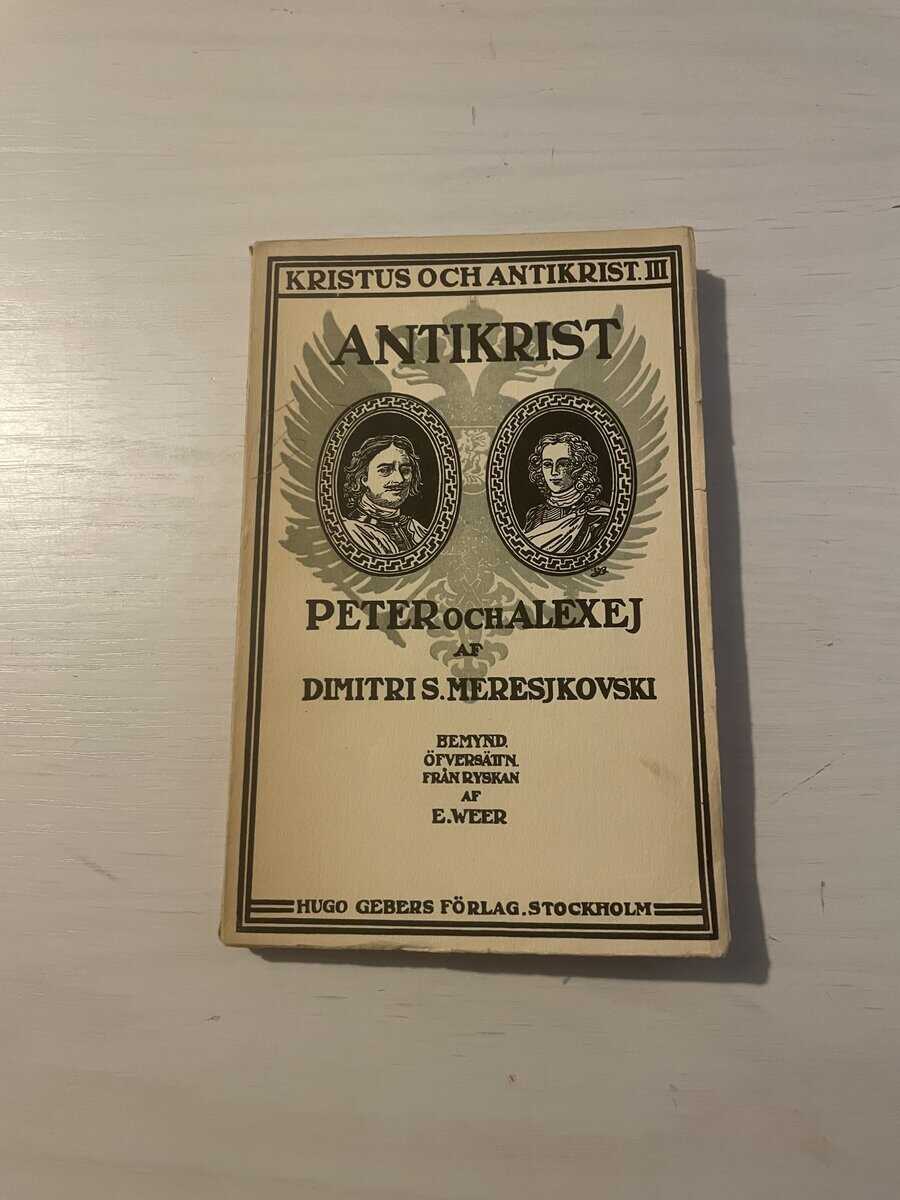 KRISTUS OCH ANTIKRIST. III
ANTIKRIST
PETER OCH ALEXEJ
AF
DIMITRI S. MERESJKOVSKI
BEMYND.
ÖFVERSÄTTN.
FRÅN RYSKAN
AF
E. WEER
HUGO GEBERS FÖRLAG. STOCKHOLM